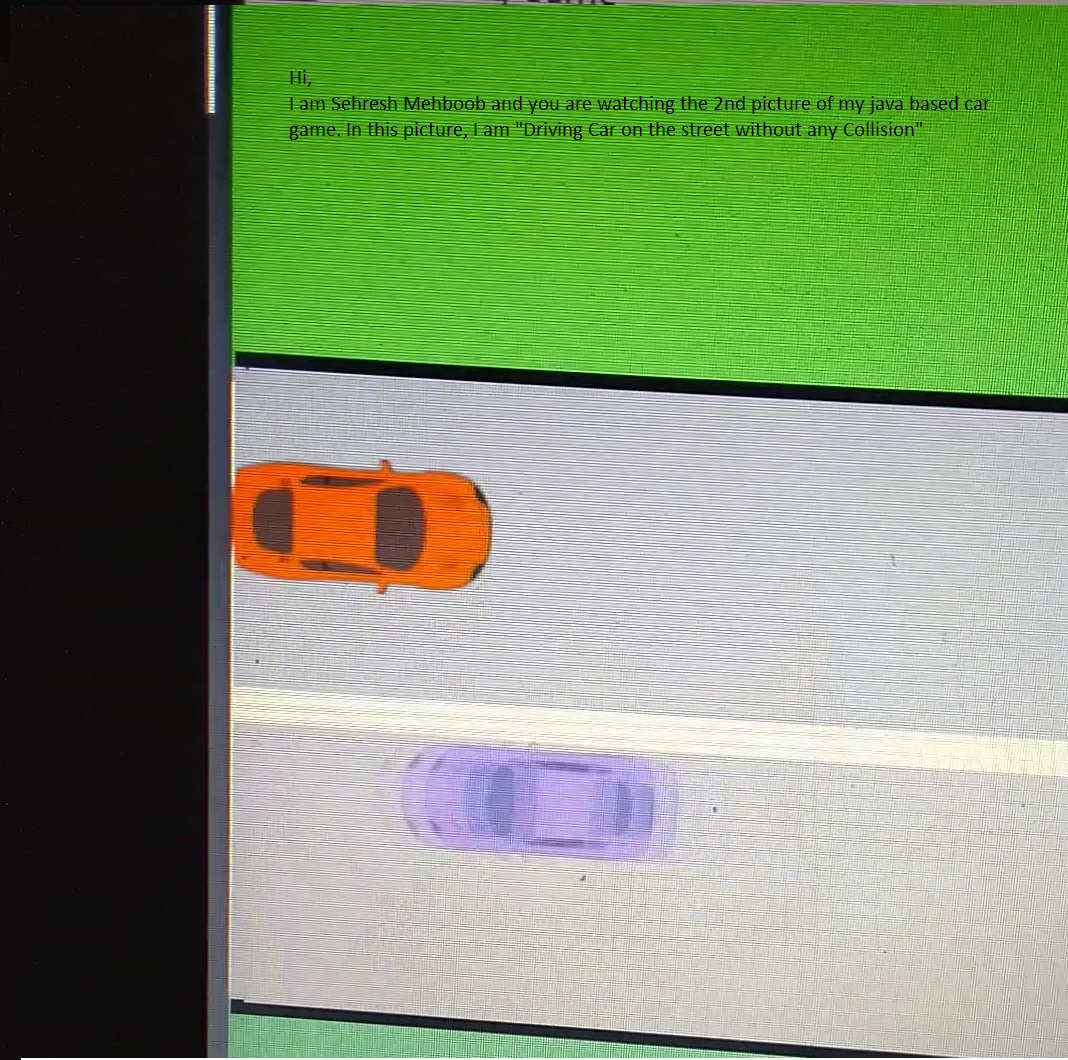 Hi,
I am Sehresh Mehboob and you are watching the 2nd picture of my java based car
game. In this picture, I am "Driving Car on the street without any Collision"